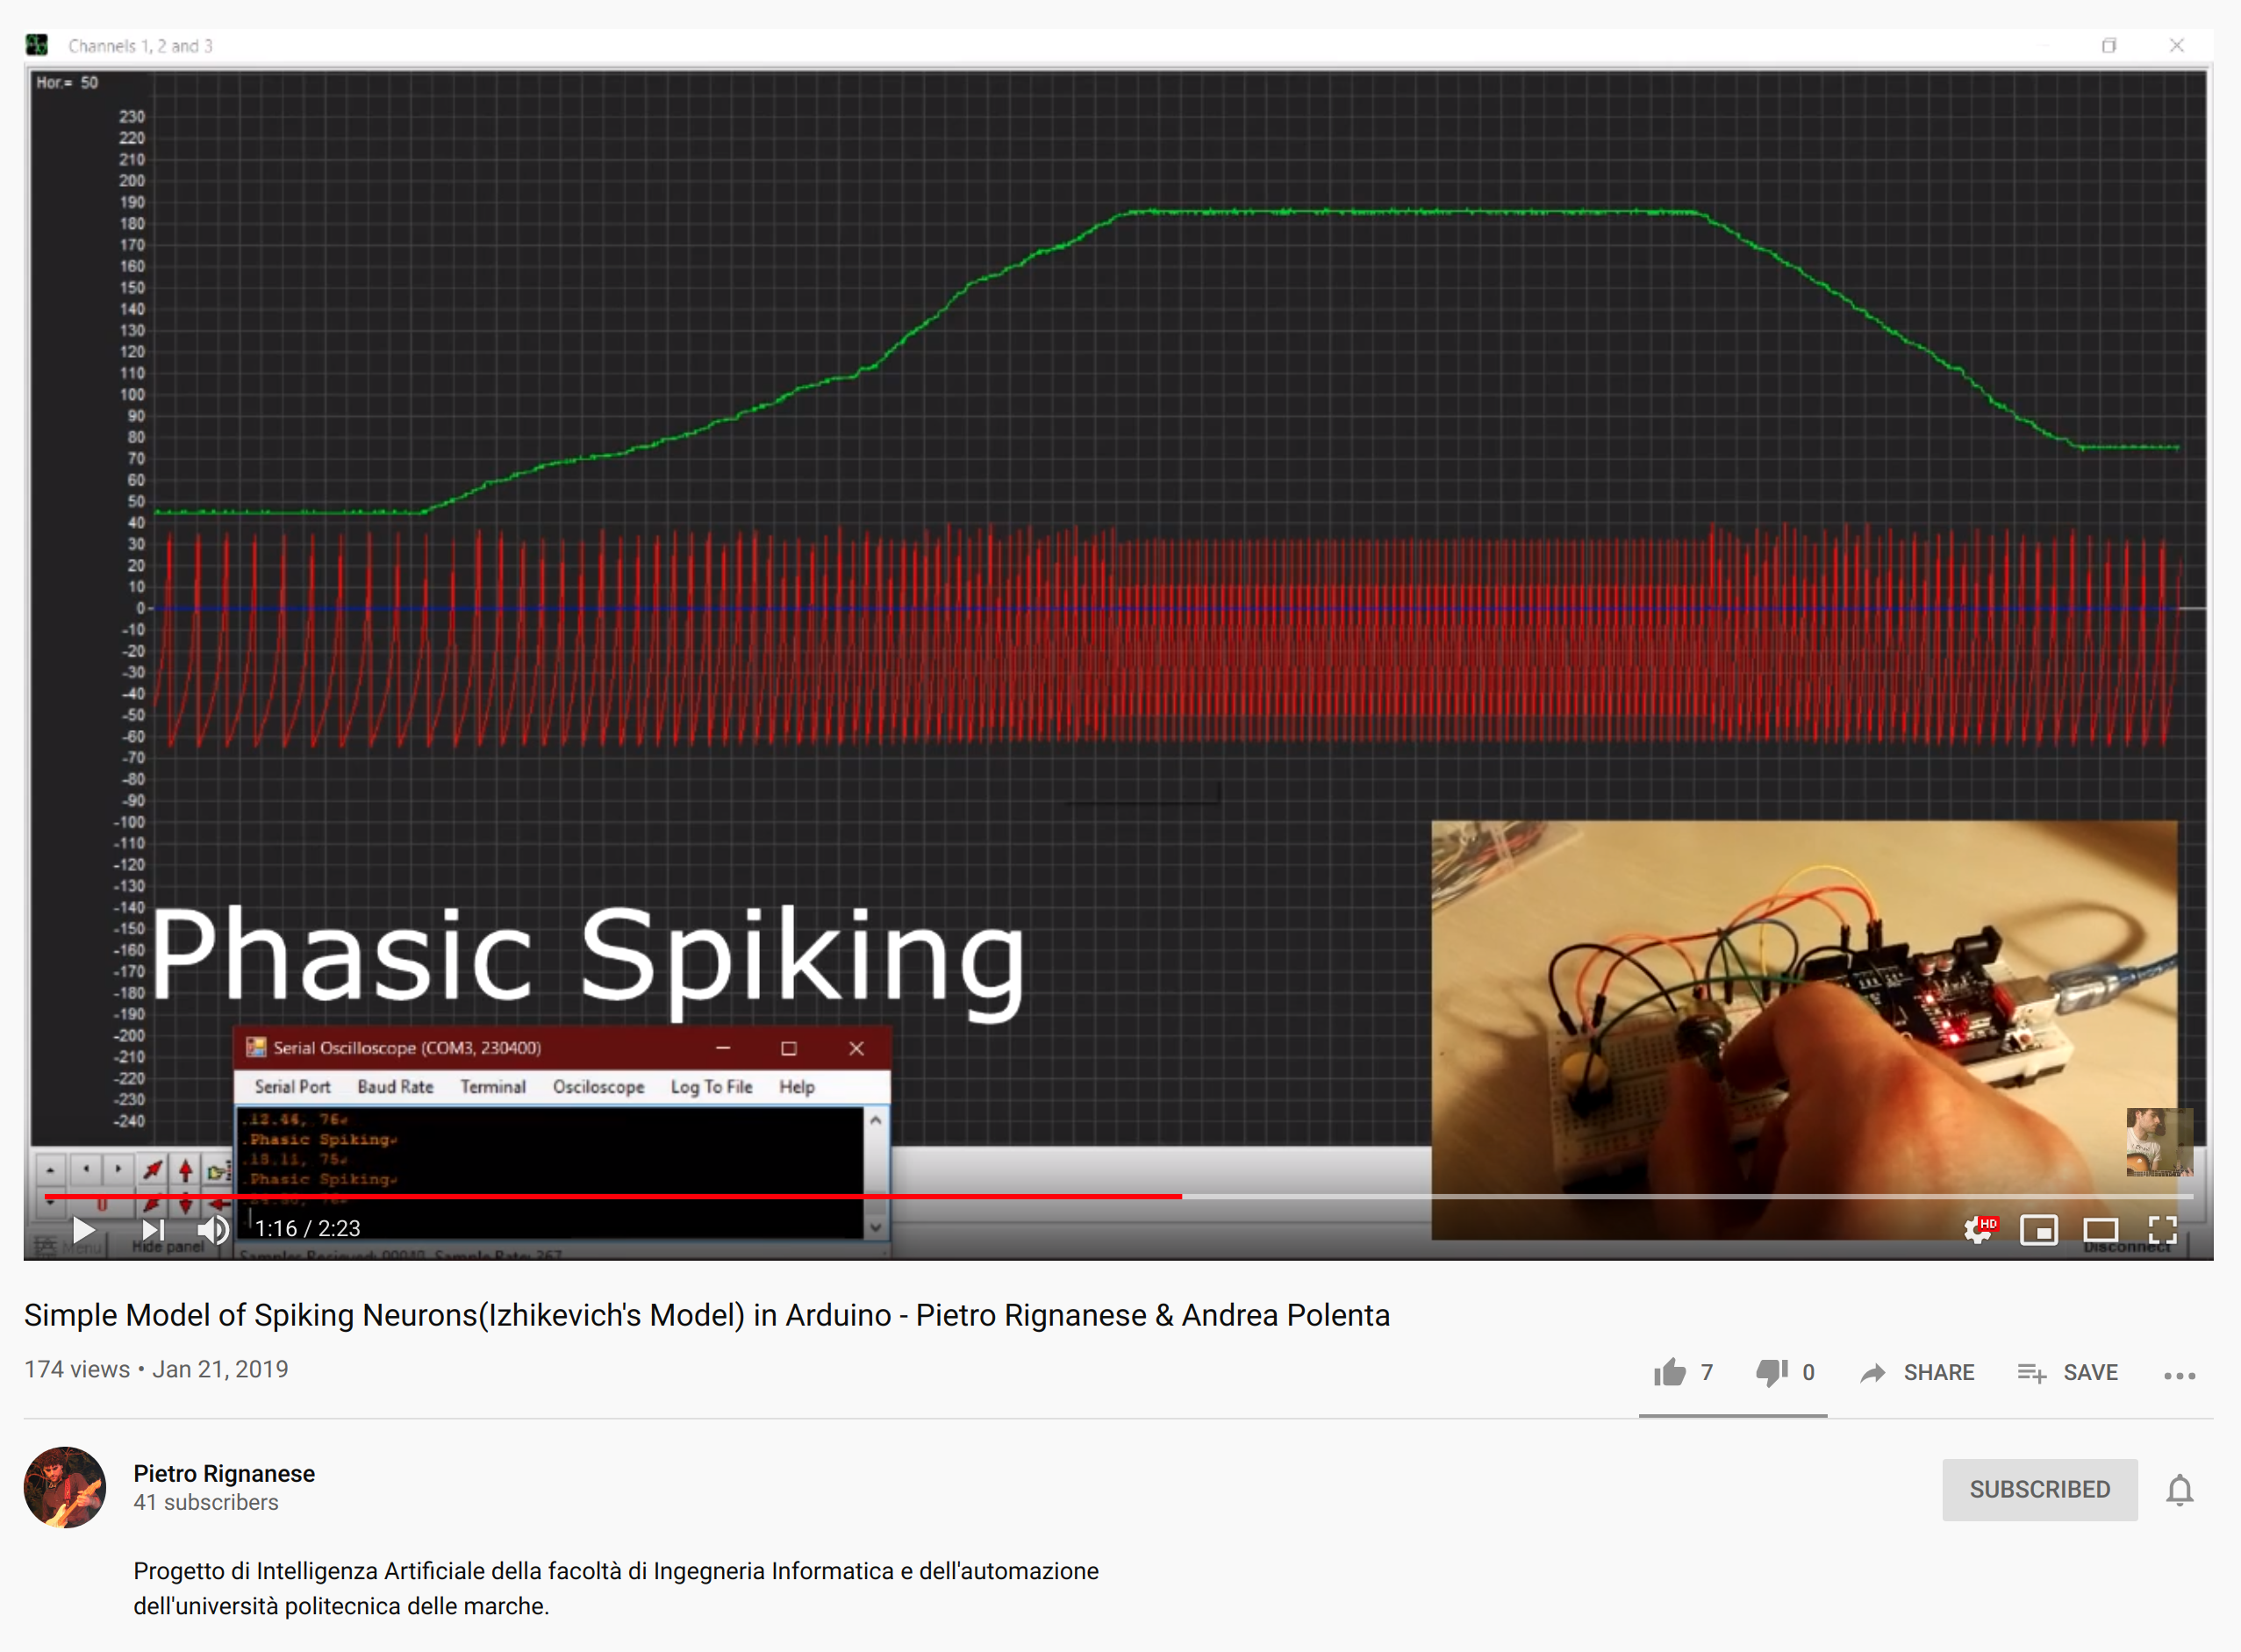 Channels 1, 2 and 3
Hor.= 50
230
220
210
200
190
180
170
160
150
140
130
120
110
100
90
80
70
60
50
40
30
20
10
0
-10
-20
-30
-40
-50
-60
-70
-80
-90
-100
-110
-120
-130
-140
-150
-160
-170
-180
-190
-200
-210
-220
-230
-240
Phasic Spiking
Serial Oscilloscope (COM3, 230400)
Serial Port Baud Rate Terminal Osciloscope Log To File Help
.12.46, 76
.Phasic Spiking
.18.11, 75
.Phasic Spiking
1:16 / 2:23
HD
Menu Hide panel
Disconnect
Simple Model of Spiking Neurons(Izhikevich's Model) in Arduino - Pietro Rignanese & Andrea Polenta
174 views • Jan 21, 2019
7 0 SHARE SAVE
Pietro Rignanese
41 subscribers
SUBSCRIBED
Progetto di Intelligenza Artificiale della facoltà di Ingegneria Informatica e dell'automazione
dell'università politecnica delle marche.